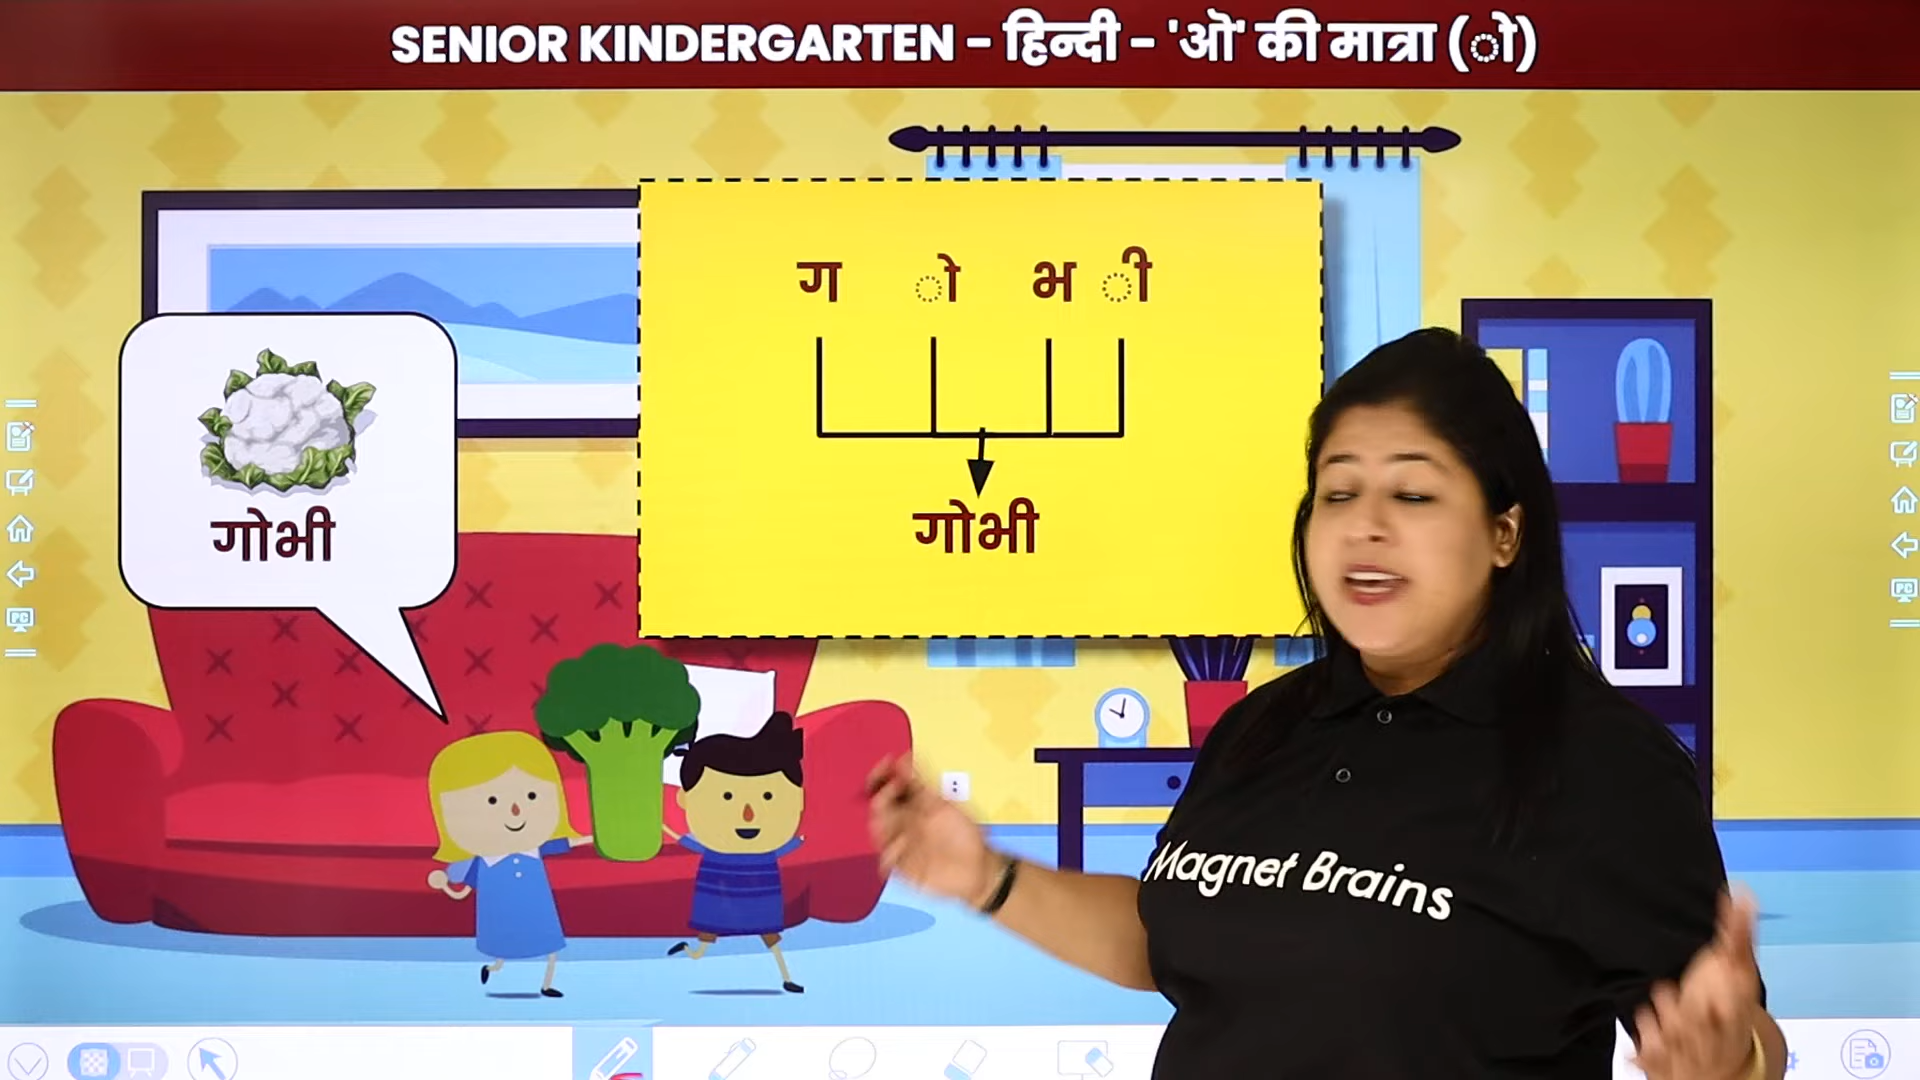 SENIOR KINDERGARTEN - हिन्दी - 'ओ' की मात्रा (ो)
ग ो भ ी
गोभी
गोभी
Magnet Brains